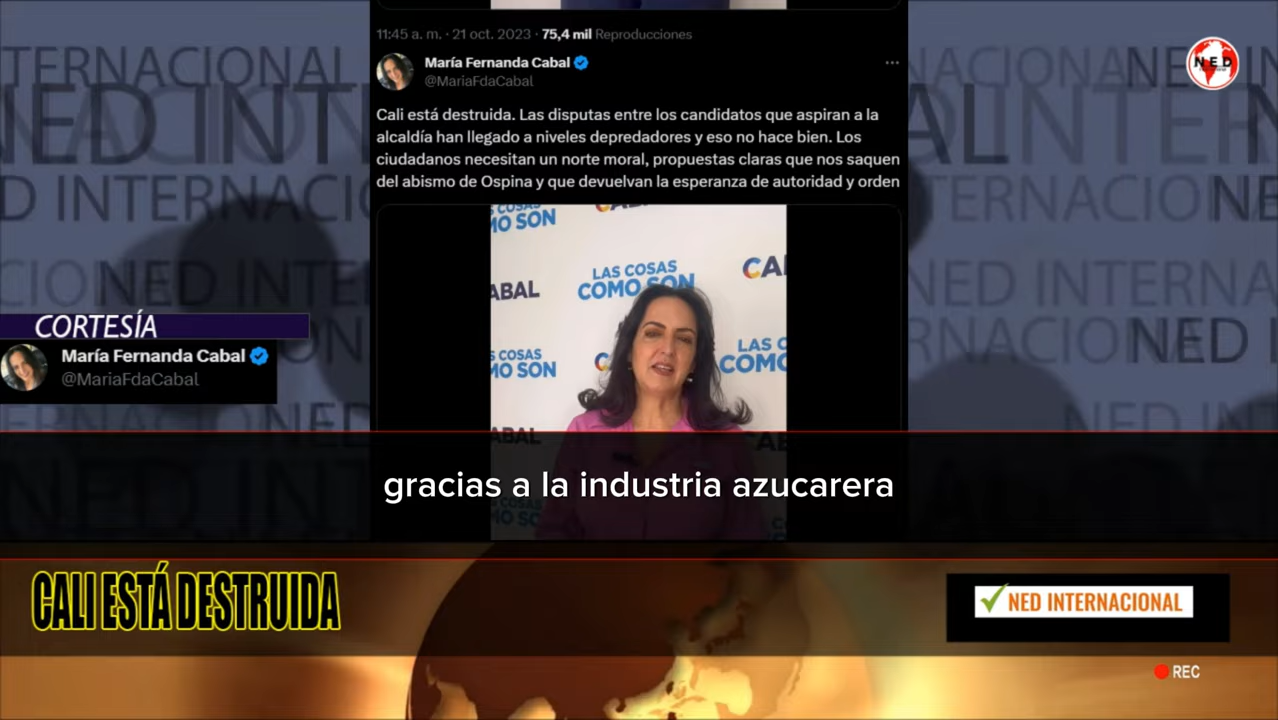 11:45 a. m. · 21 oct. 2023 · 75,4 mil Reproducciones
María Fernanda Cabal
@MariaFdaCabal
Cali está destruida. Las disputas entre los candidatos que aspiran a la
alcaldía han llegado a niveles depredadores y eso no hace bien. Los
ciudadanos necesitan un norte moral, propuestas claras que nos saquen
del abismo de Ospina y que devuelvan la esperanza de autoridad y orden
NED
LAS COSAS
COMO SON
CORTESÍA
María Fernanda Cabal
@MariaFdaCabal
gracias a la industria azucarera
CALI ESTÁ DESTRUIDA
NED INTERNACIONAL
REC